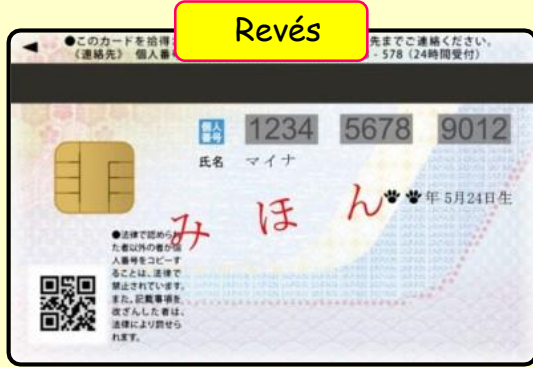 Revés
●このカードを拾得 先までご連絡ください。
《連絡先》 個人番号 - 578（24時間受付）
個人番号 1234 5678 9012
氏名 マイナ
年 5月24日生
みほん
●法律で認められ
た者以外の者が個
人番号をコピーす
ることは、法律で
禁止されています。
また、記載事項を
改ざんした者は、
法律により罰せら
れます。